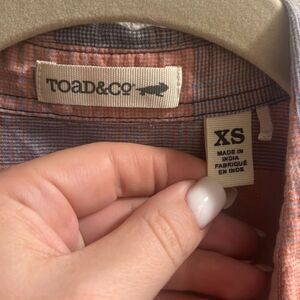 TOAD&CO
XS
MADE IN
INDIA
FABRIQUÉ
EN INDE